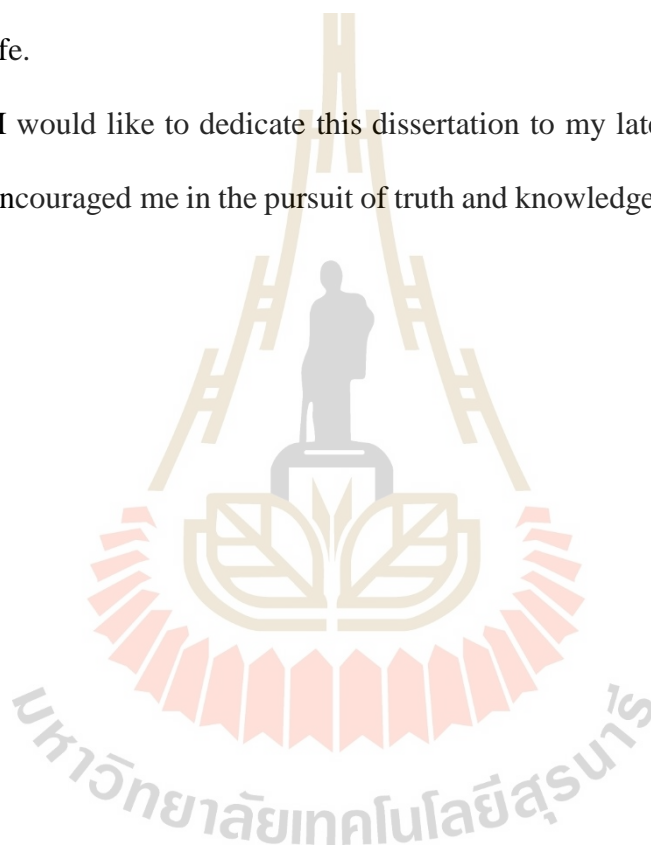 fe.
I would like to dedicate this dissertation to my late
ncouraged me in the pursuit of truth and knowledge
มหาวิทยาลัยเทคโนโลยีสุรนารี